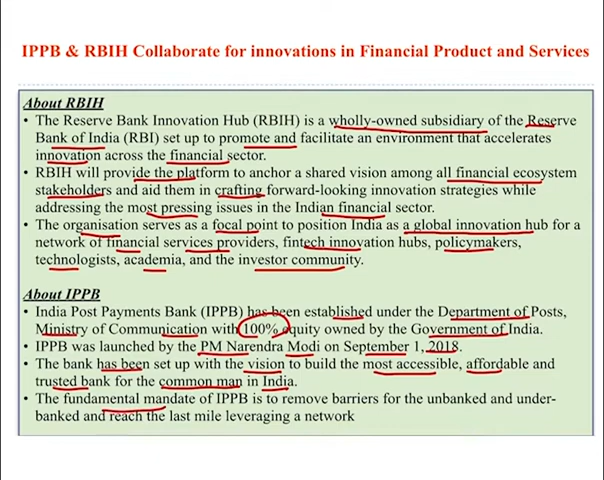 IPPB & RBIH Collaborate for innovations in Financial Product and Services
About RBIH
• The Reserve Bank Innovation Hub (RBIH) is a wholly-owned subsidiary of the Reserve
Bank of India (RBI) set up to promote and facilitate an environment that accelerates
innovation across the financial sector.
• RBIH will provide the platform to anchor a shared vision among all financial ecosystem
stakeholders and aid them in crafting forward-looking innovation strategies while
addressing the most pressing issues in the Indian financial sector.
• The organisation serves as a focal point to position India as a global innovation hub for a
network of financial services providers, fintech innovation hubs, policymakers,
technologists, academia, and the investor community.
About IPPB
• India Post Payments Bank (IPPB) has been established under the Department of Posts,
Ministry of Communication with 100% equity owned by the Government of India.
• IPPB was launched by the PM Narendra Modi on September 1, 2018.
• The bank has been set up with the vision to build the most accessible, affordable and
trusted bank for the common man in India.
• The fundamental mandate of IPPB is to remove barriers for the unbanked and under-
banked and reach the last mile leveraging a network